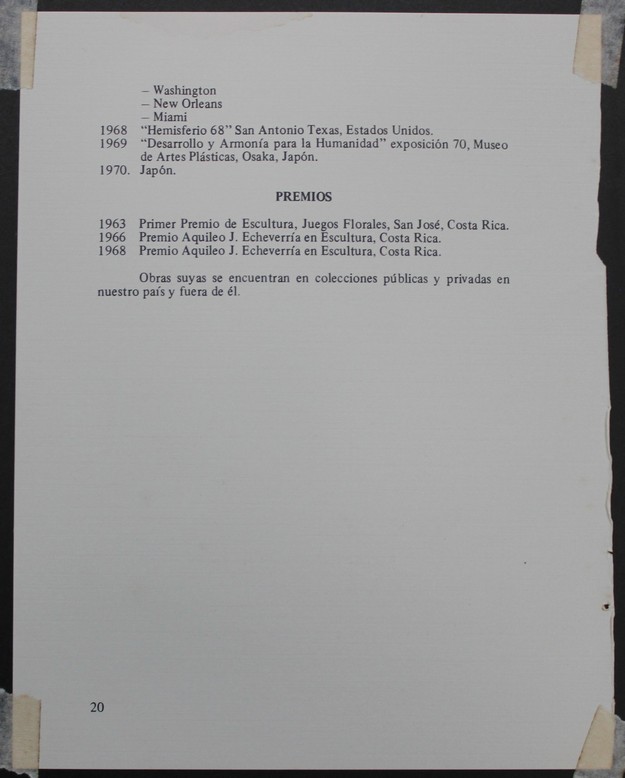 – Washington
– New Orleans
– Miami
1968 “Hemisferio 68” San Antonio Texas, Estados Unidos.
1969 “Desarrollo y Armonía para la Humanidad” exposición 70, Museo
de Artes Plásticas, Osaka, Japón.
1970. Japón.
PREMIOS
1963 Primer Premio de Escultura, Juegos Florales, San José, Costa Rica.
1966 Premio Aquileo J. Echeverría en Escultura, Costa Rica.
1968 Premio Aquileo J. Echeverría en Escultura, Costa Rica.
Obras suyas se encuentran en colecciones públicas y privadas en
nuestro país y fuera de él.
20